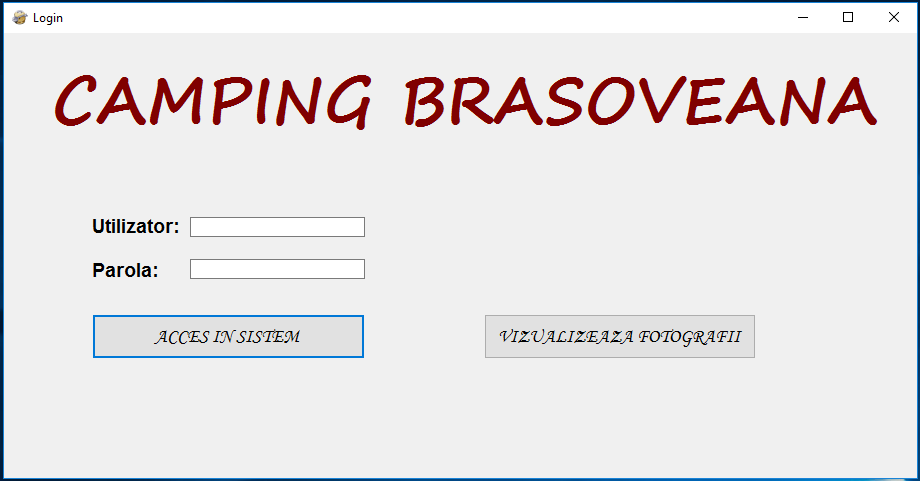 Login
CAMPING BRASOVEANA
Utilizator:
Parola:
ACCES IN SISTEM
VIZUALIZEAZA FOTOGRAFII